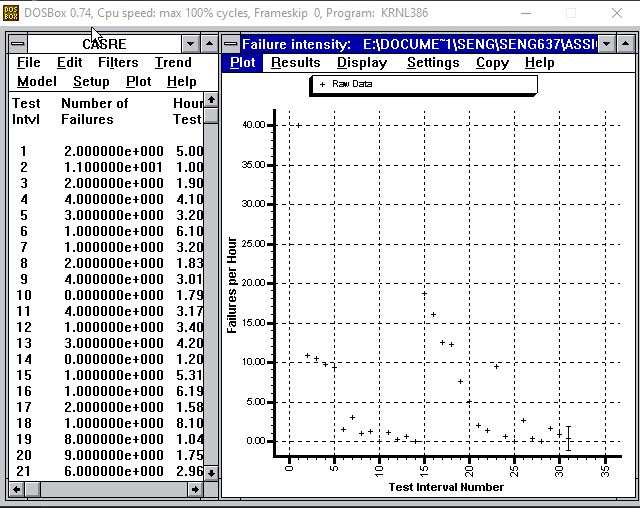 DOSBox 0.74, Cpu speed: max 100% cycles, Frameskip 0, Program: KRNL386
CASRE
File Edit Filters Trend
Model Setup Plot Help
Test Number of Hour
Intvl Failures Test
1 2.000000e+000 5.00
2 1.100000e+001 1.00
3 2.000000e+000 1.90
4 4.000000e+000 4.10
5 3.000000e+000 3.20
6 1.000000e+000 6.10
7 1.000000e+000 3.20
8 2.000000e+000 1.83
9 4.000000e+000 3.01
10 0.000000e+000 1.79
11 4.000000e+000 3.17
12 1.000000e+000 3.40
13 3.000000e+000 4.20
14 0.000000e+000 1.20
15 1.000000e+000 5.31
16 1.000000e+000 6.19
17 2.000000e+000 1.58
18 1.000000e+000 8.10
19 8.000000e+000 1.04
20 9.000000e+000 1.75
21 6.000000e+000 2.96
Failure intensity: E:\DOCUME~1\SENG\SENG637\ASSI
Plot Results Display Settings Copy Help
+ Raw Data
Failures per Hour
40.00
35.00
30.00
25.00
20.00
15.00
10.00
5.00
0.00
0 5 10 15 20 25 30 35
Test Interval Number
DOS
BOX